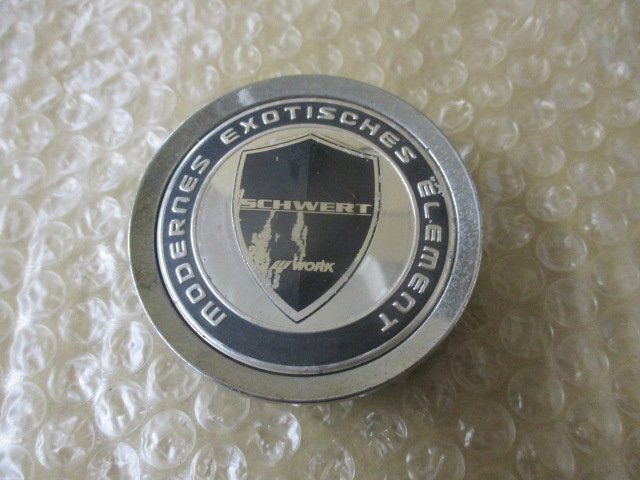 MODERNES EXOTISCHES ELEMENT
SCHWERT
WORK